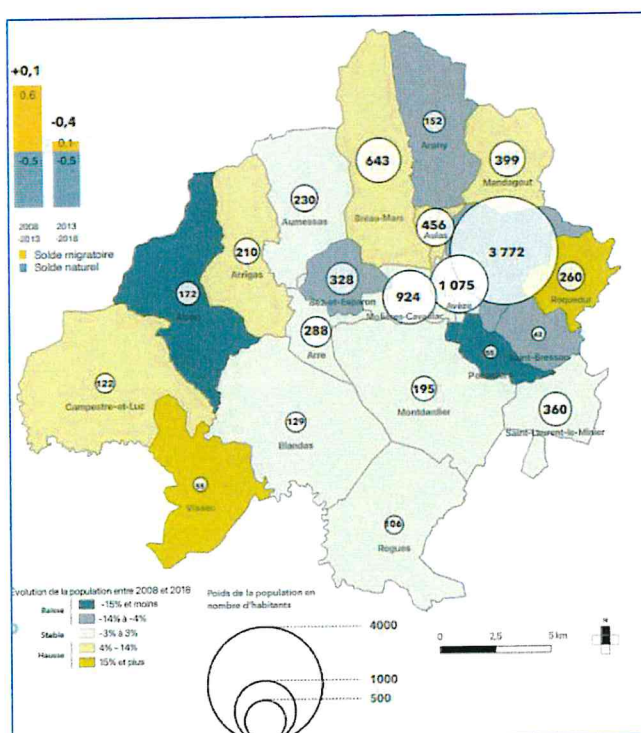 +0,1
0,6
-0,4
0,1
-0,5
-0,5
2008
-2013
2013
-2018
Solde migratoire
Solde naturel
152
Arphy
643
Bréau-Mars
399
Mandagout
230
Aumessas
456
Aulas
3 772
210
Arrigas
260
Roquedur
328
Bez-et-Esparon
1 075
Avèze
924
Molières-Cavaillac
172
288
Arre
Saint-Bresson
122
Campestre-et-Luc
195
Montdardier
360
Saint-Laurent-le-Minier
129
Blandas
Vissec
106
Rogues
Evolution de la population entre 2008 et 2018
Baisse
-15% et moins
-14% à -4%
Stable
-3% à 3%
Hausse
4% - 14%
15% et plus
Poids de la population en
nombre d'habitants
4000
1000
500
0
2,5
5 km
N